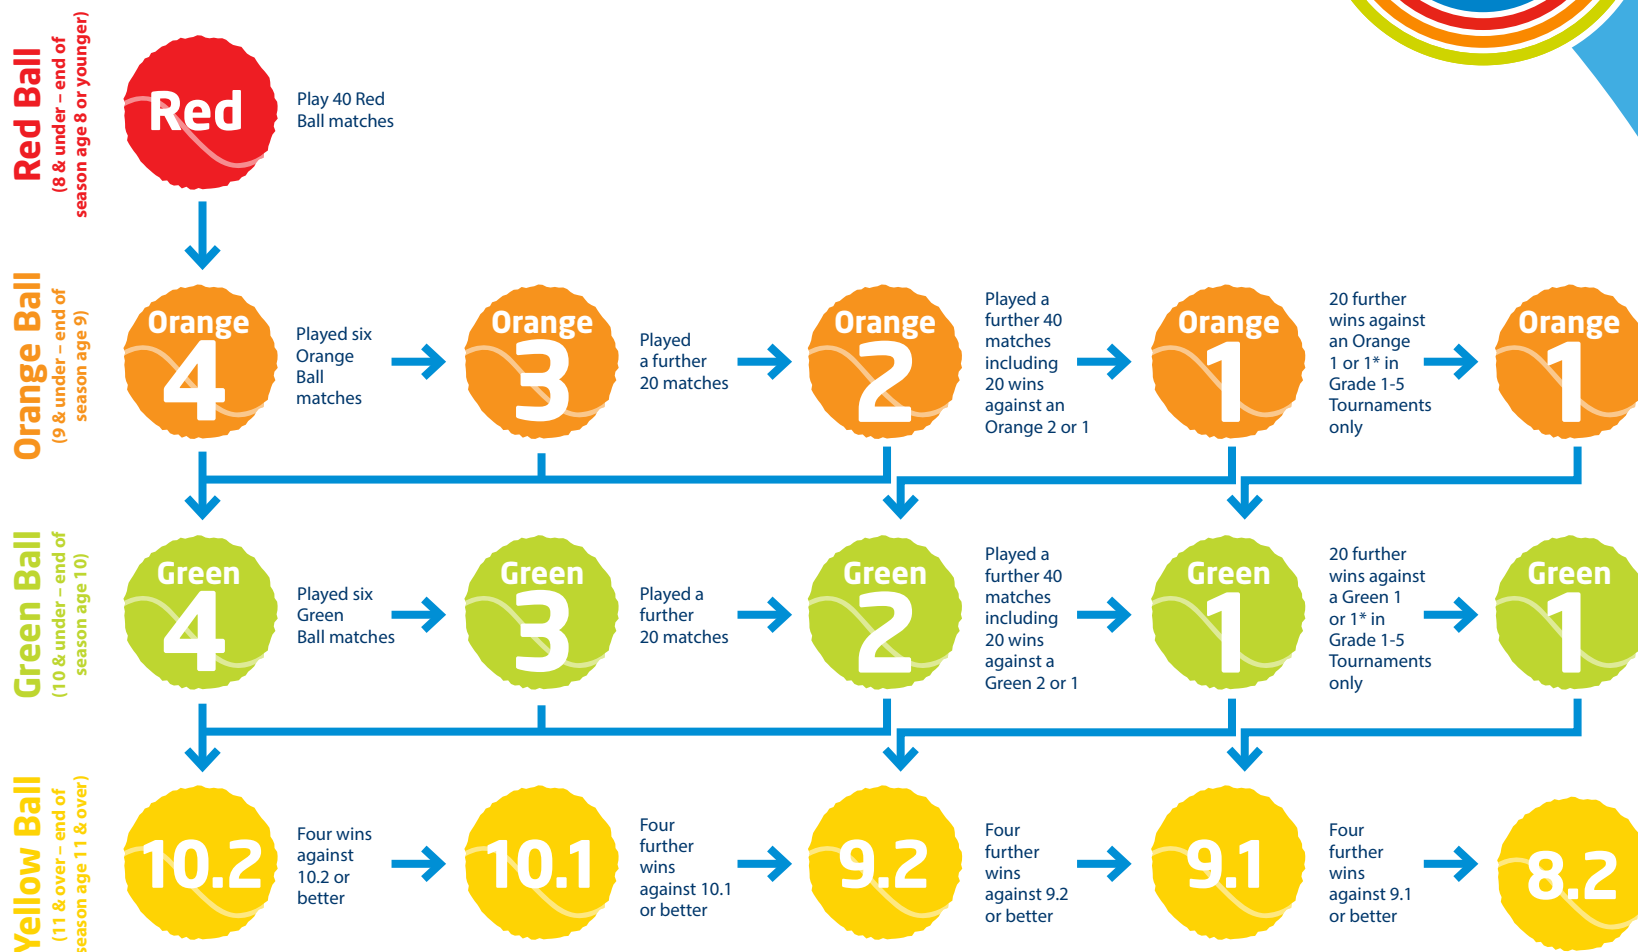 Red Ball
(8 & under – end of
season age 8 or younger)
Red
Play 40 Red
Ball matches
Orange Ball
(9 & under – end of
season age 9)
Orange
4
Played six
Orange
Ball
matches
Orange
3
Played
a further
20 matches
Orange
2
Played a
further 40
matches
including
20 wins
against an
Orange 2 or 1
Orange
1
20 further
wins against
an Orange
1 or 1* in
Grade 1-5
Tournaments
only
Orange
1
Green Ball
(10 & under – end of
season age 10)
Green
4
Played six
Green
Ball matches
Green
3
Played a
further
20 matches
Green
2
Played a
further 40
matches
including
20 wins
against a
Green 2 or 1
Green
1
20 further
wins against
a Green 1
or 1* in
Grade 1-5
Tournaments
only
Green
1
Yellow Ball
(11 & over – end of
season age 11 & over)
10.2
Four wins
against
10.2 or
better
10.1
Four
further
wins
against 10.1
or better
9.2
Four
further
wins
against 9.2
or better
9.1
Four
further
wins
against 9.1
or better
8.2